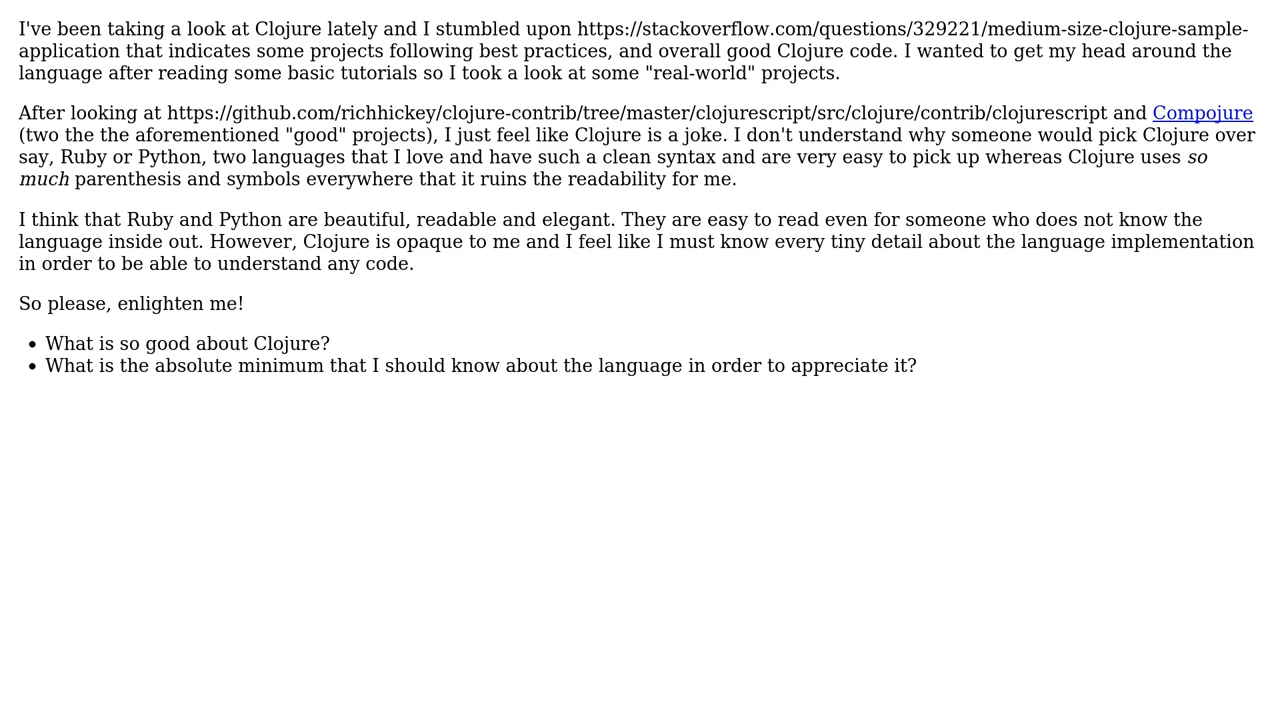 I've been taking a look at Clojure lately and I stumbled upon https://stackoverflow.com/questions/329221/medium-size-clojure-sample-
application that indicates some projects following best practices, and overall good Clojure code. I wanted to get my head around the
language after reading some basic tutorials so I took a look at some "real-world" projects.
After looking at https://github.com/richhickey/clojure-contrib/tree/master/clojurescript/src/clojure/contrib/clojurescript and Compojure
(two the the aforementioned "good" projects), I just feel like Clojure is a joke. I don't understand why someone would pick Clojure over
say, Ruby or Python, two languages that I love and have such a clean syntax and are very easy to pick up whereas Clojure uses so
much parenthesis and symbols everywhere that it ruins the readability for me.
I think that Ruby and Python are beautiful, readable and elegant. They are easy to read even for someone who does not know the
language inside out. However, Clojure is opaque to me and I feel like I must know every tiny detail about the language implementation
in order to be able to understand any code.
So please, enlighten me!
• What is so good about Clojure?
• What is the absolute minimum that I should know about the language in order to appreciate it?